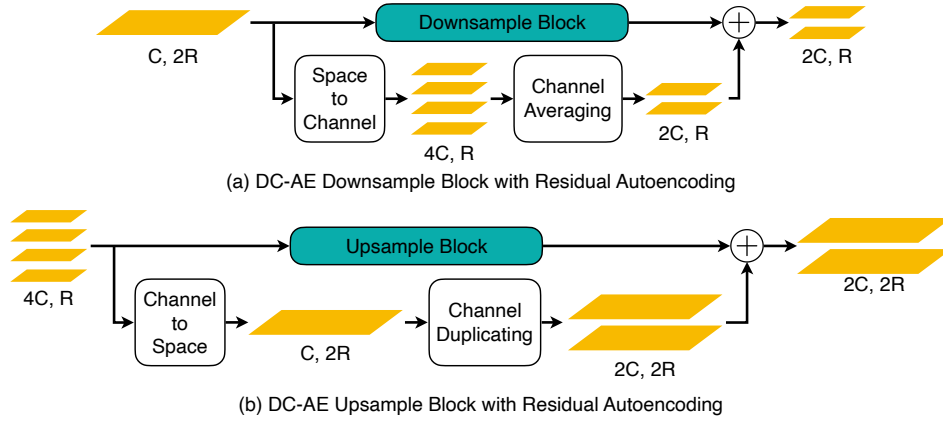 Downsample Block
C, 2R
2C, R
Space
to
Channel
Channel
Averaging
4C, R
2C, R
(a) DC-AE Downsample Block with Residual Autoencoding
Upsample Block
4C, R
2C, 2R
Channel
to
Space
Channel
Duplicating
C, 2R
2C, 2R
(b) DC-AE Upsample Block with Residual Autoencoding